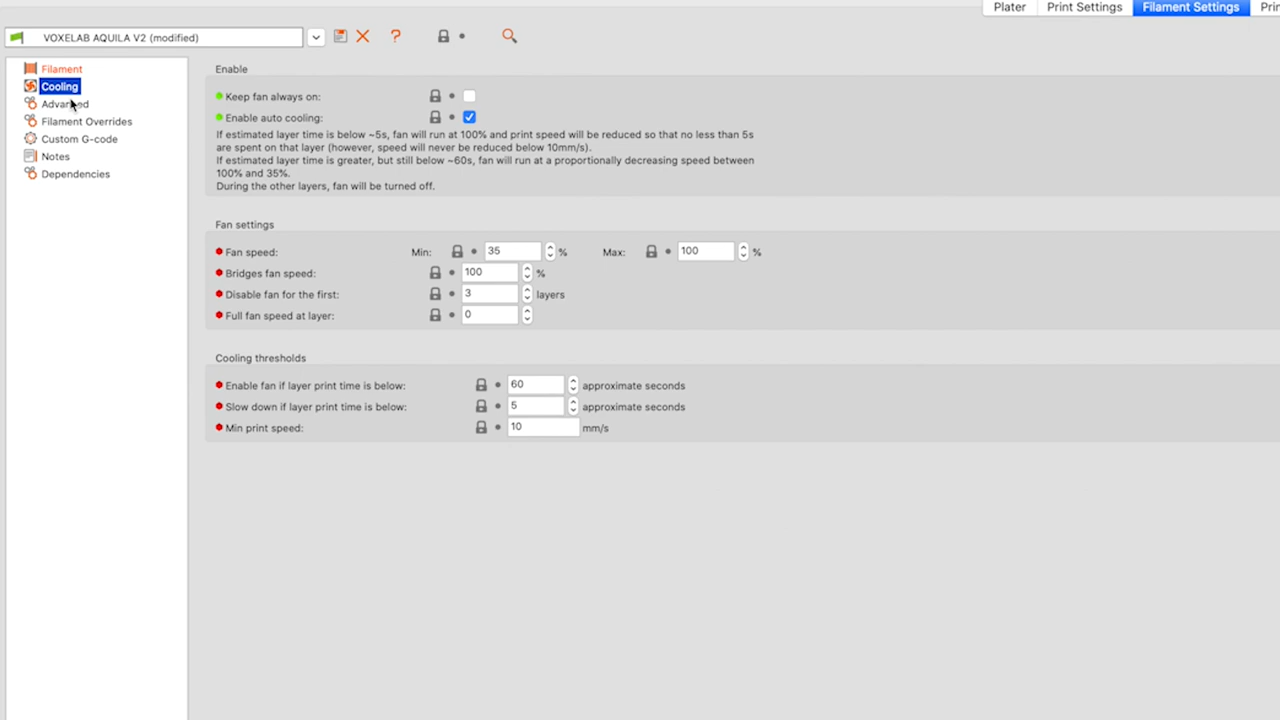 Plater Print Settings Filament Settings
VOXELAB AQUILA V2 (modified)
Filament
Cooling
Advanced
Filament Overrides
Custom G-code
Notes
Dependencies
Enable
Keep fan always on:
Enable auto cooling:
If estimated layer time is below ~5s, fan will run at 100% and print speed will be reduced so that no less than 5s
are spent on that layer (however, speed will never be reduced below 10mm/s).
If estimated layer time is greater, but still below ~60s, fan will run at a proportionally decreasing speed between
100% and 35%.
During the other layers, fan will be turned off.
Fan settings
Fan speed: Min: 35 % Max: 100 %
Bridges fan speed: 100 %
Disable fan for the first: 3 layers
Full fan speed at layer: 0
Cooling thresholds
Enable fan if layer print time is below: 60 approximate seconds
Slow down if layer print time is below: 5 approximate seconds
Min print speed: 10 mm/s